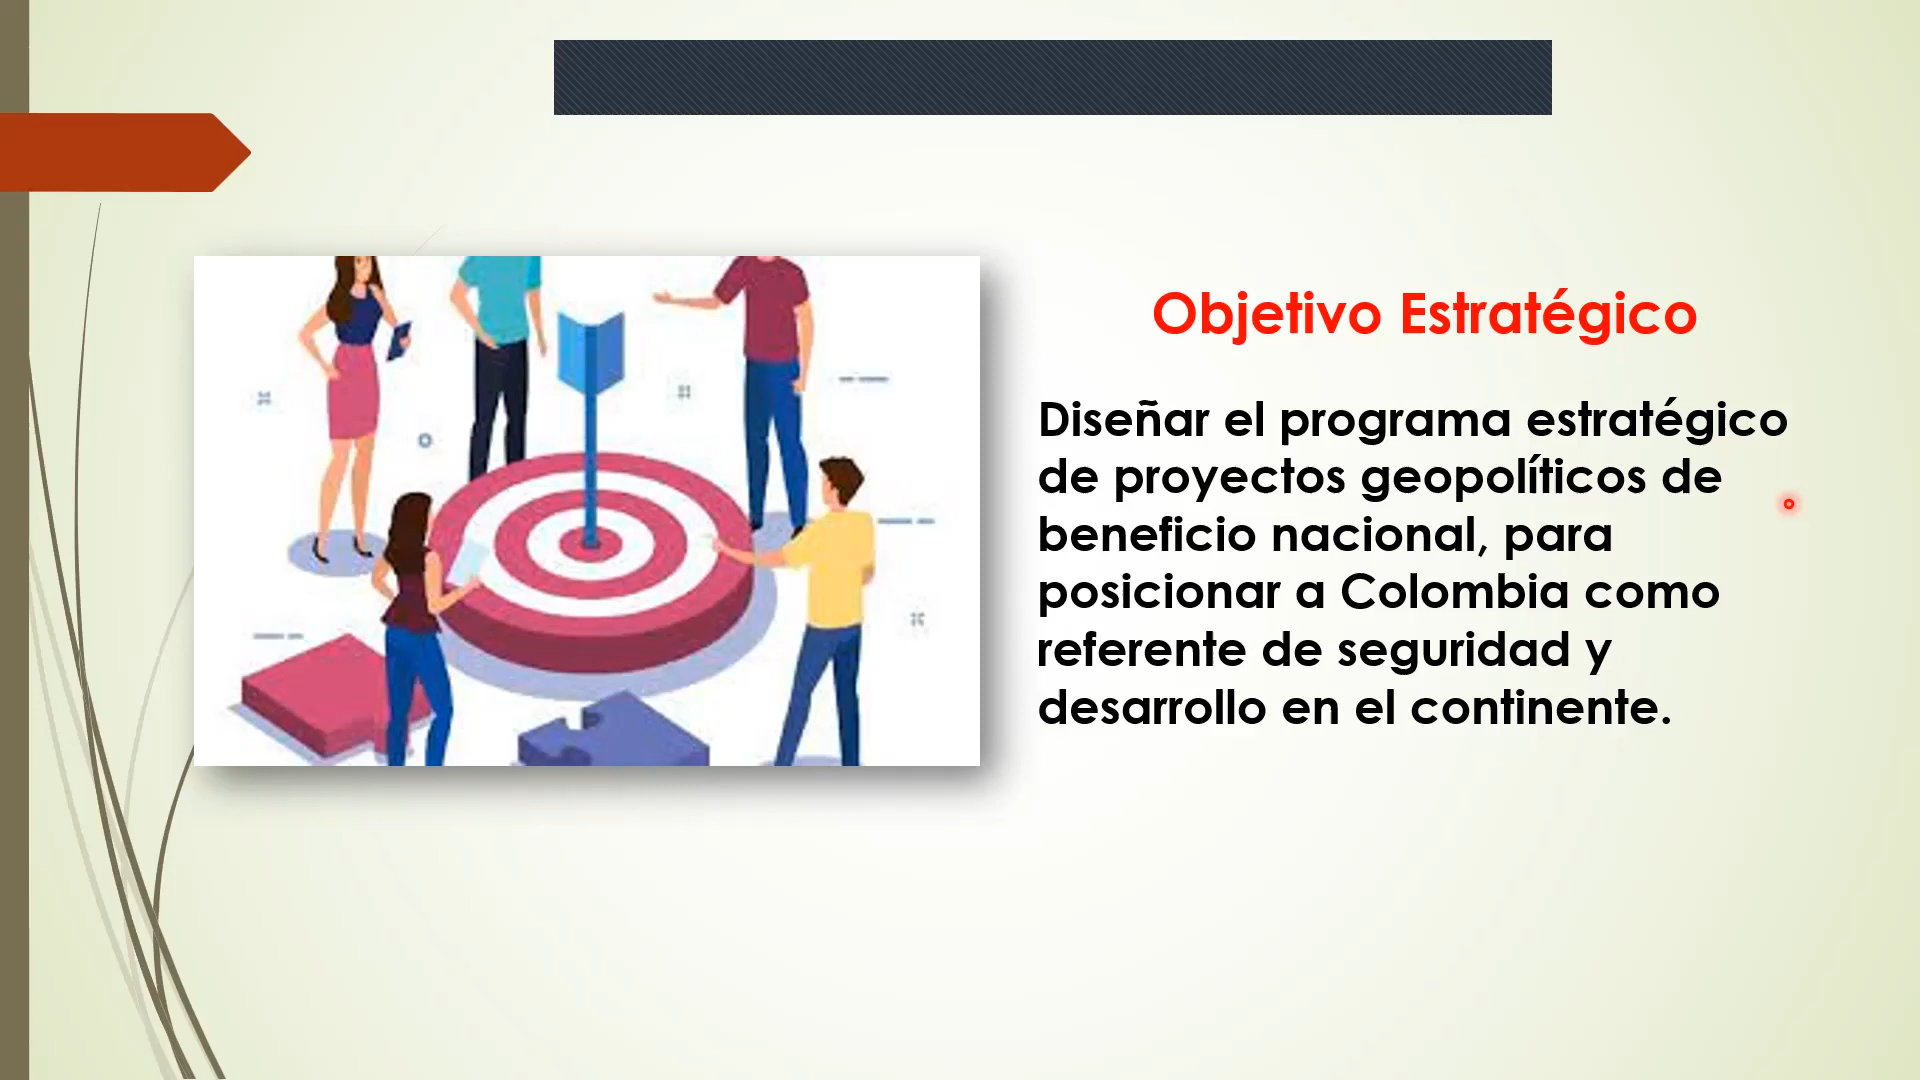 Objetivo Estratégico
Diseñar el programa estratégico
de proyectos geopolíticos de
beneficio nacional, para
posicionar a Colombia como
referente de seguridad y
desarrollo en el continente.